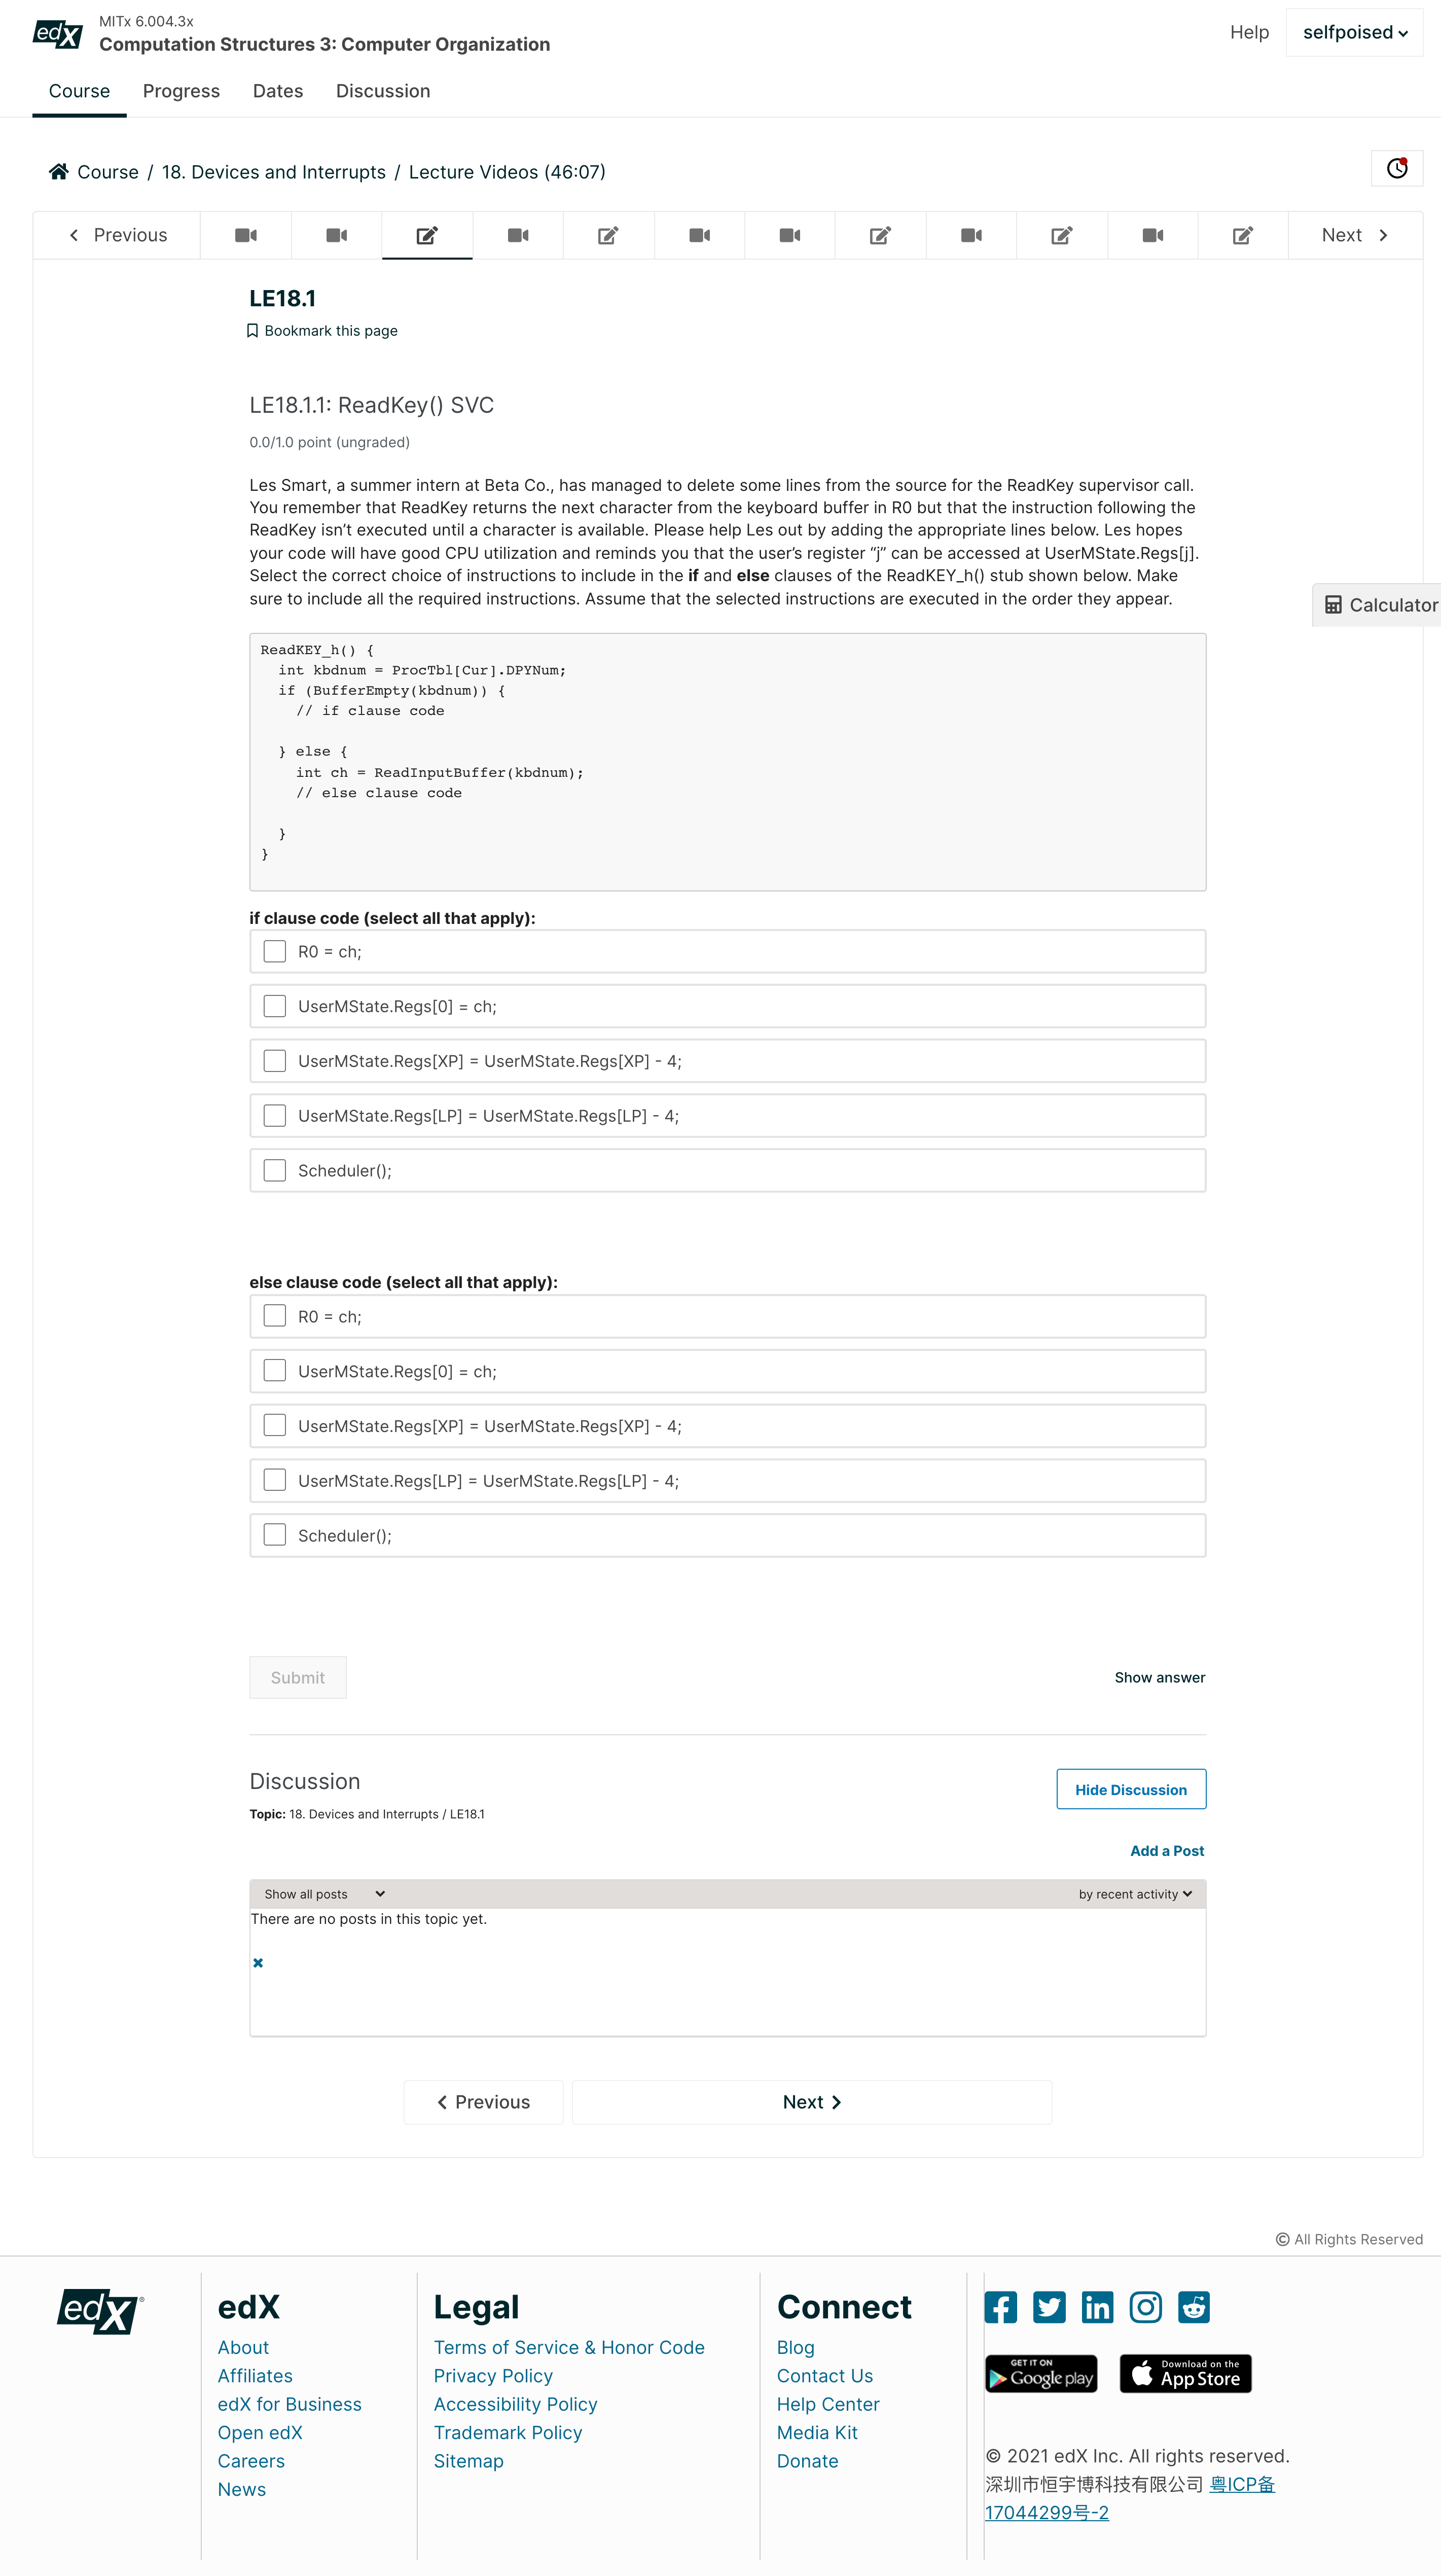 edX
MITx 6.004.3x
Computation Structures 3: Computer Organization
Help
selfpoised
Course
Progress
Dates
Discussion
Course / 18. Devices and Interrupts / Lecture Videos (46:07)
Previous
Next
LE18.1
Bookmark this page
LE18.1.1: ReadKey() SVC
0.0/1.0 point (ungraded)
Les Smart, a summer intern at Beta Co., has managed to delete some lines from the source for the ReadKey supervisor call.
You remember that ReadKey returns the next character from the keyboard buffer in R0 but that the instruction following the
ReadKey isn’t executed until a character is available. Please help Les out by adding the appropriate lines below. Les hopes
your code will have good CPU utilization and reminds you that the user’s register “j” can be accessed at UserMState.Regs[j].
Select the correct choice of instructions to include in the if and else clauses of the ReadKEY_h() stub shown below. Make
sure to include all the required instructions. Assume that the selected instructions are executed in the order they appear.
Calculator
ReadKEY_h() {
int kbdnum = ProcTbl[Cur].DPYNum;
if (BufferEmpty(kbdnum)) {
// if clause code
} else {
int ch = ReadInputBuffer(kbdnum);
// else clause code
}
}
if clause code (select all that apply):
R0 = ch;
UserMState.Regs[0] = ch;
UserMState.Regs[XP] = UserMState.Regs[XP] - 4;
UserMState.Regs[LP] = UserMState.Regs[LP] - 4;
Scheduler();
else clause code (select all that apply):
R0 = ch;
UserMState.Regs[0] = ch;
UserMState.Regs[XP] = UserMState.Regs[XP] - 4;
UserMState.Regs[LP] = UserMState.Regs[LP] - 4;
Scheduler();
Submit
Show answer
Discussion
Hide Discussion
Topic: 18. Devices and Interrupts / LE18.1
Add a Post
Show all posts
by recent activity
There are no posts in this topic yet.
Previous
Next
© All Rights Reserved
edX®
edX
About
Affiliates
edX for Business
Open edX
Careers
News
Legal
Terms of Service & Honor Code
Privacy Policy
Accessibility Policy
Trademark Policy
Sitemap
Connect
Blog
Contact Us
Help Center
Media Kit
Donate
GET IT ON
Google play
Download on the
App Store
© 2021 edX Inc. All rights reserved.
深圳市恒宇博科技有限公司 粤ICP备
17044299号-2